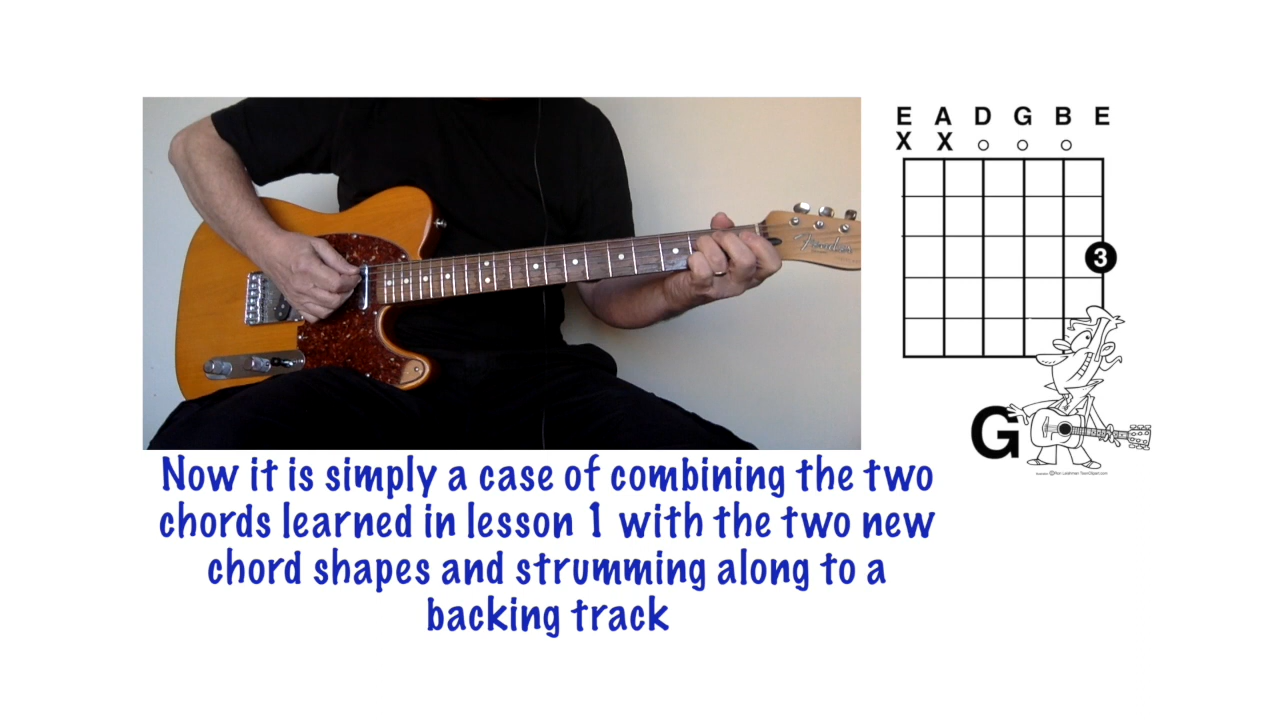 E A D G B E
X X
3
Fender
G
Now it is simply a case of combining the two
chords learned in lesson 1 with the two new
chord shapes and strumming along to a
backing track